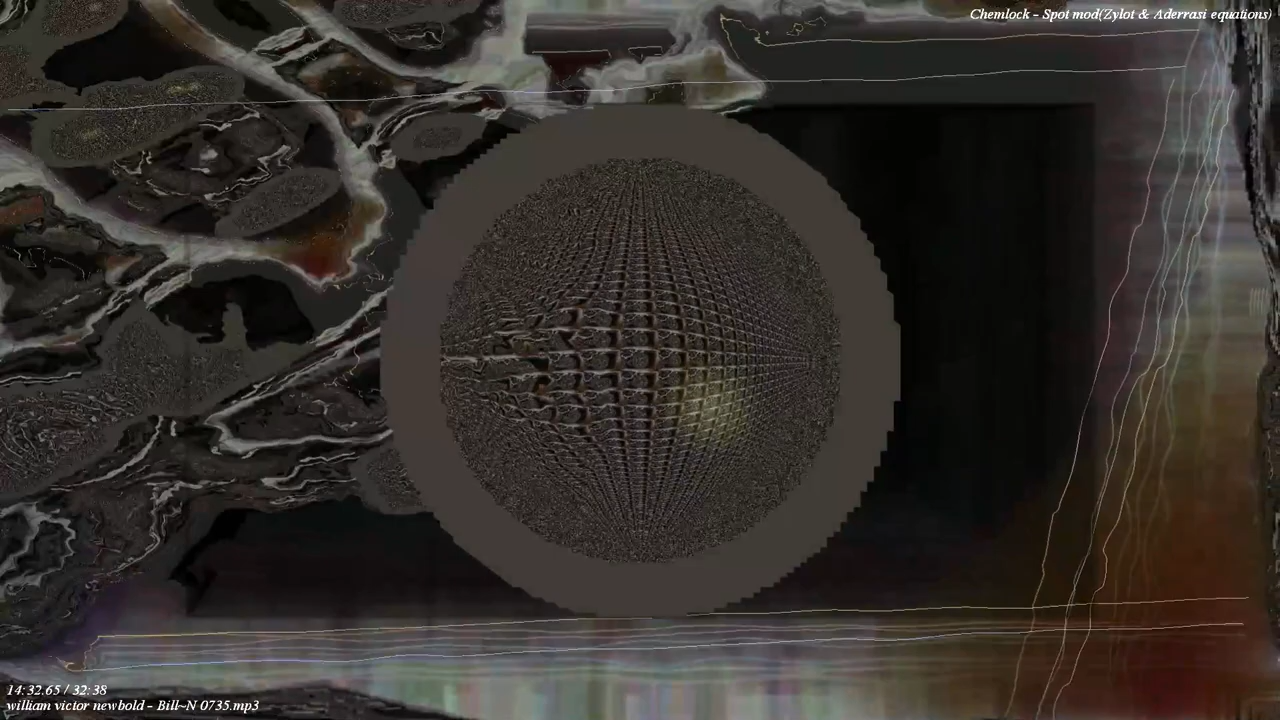 Chemlock - Spot mod(Zylot & Aderrasi equations)
14:32.65 / 32:38
william victor newbold - Bill~N 0735.mp3